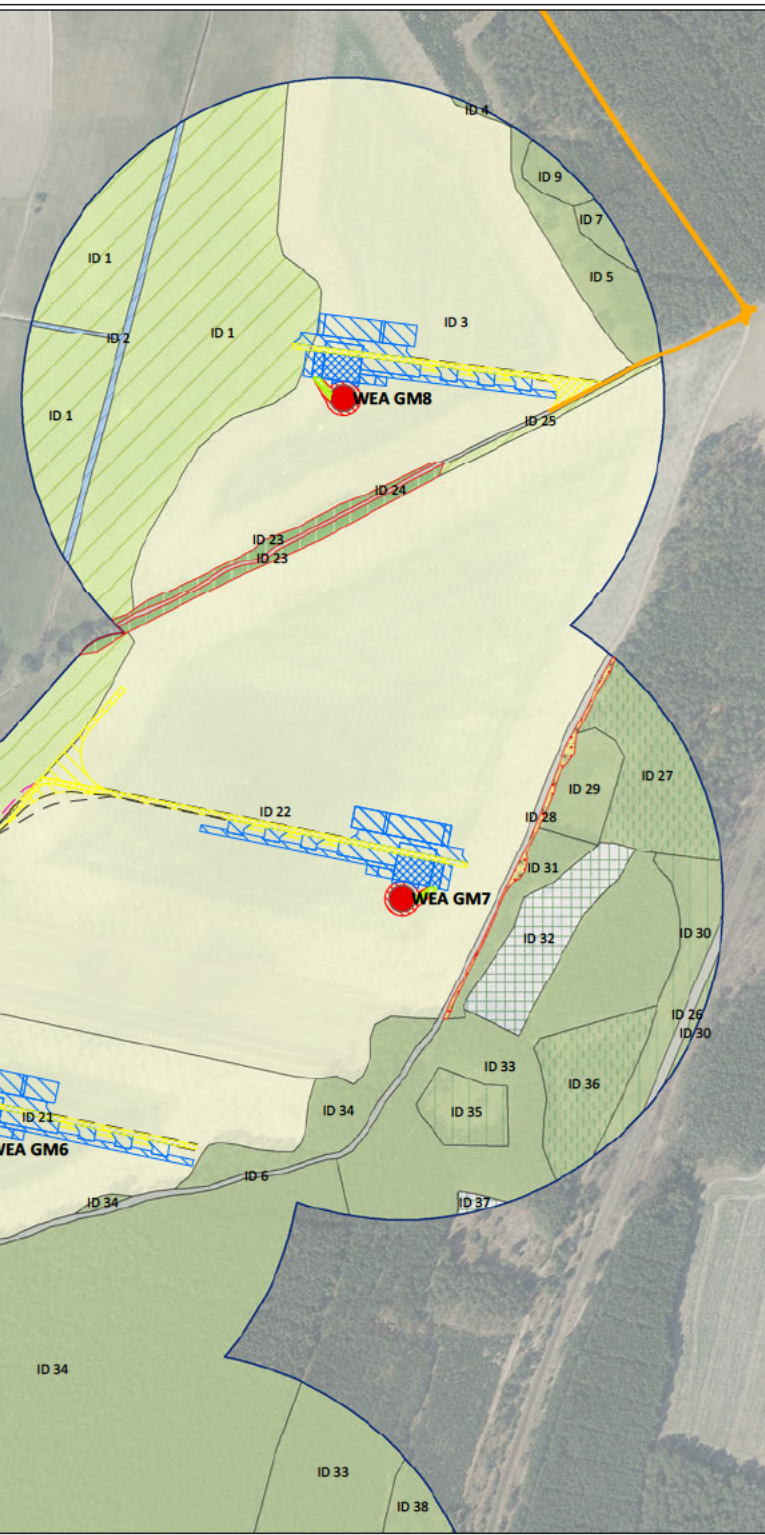 ID 4
ID 9
ID 7
ID 1
ID 5
ID 3
ID 1
ID 2
WEA GM8
ID 1
ID 25
ID 24
ID 23
ID 23
ID 27
ID 29
ID 22
ID 28
ID 31
WEA GM7
ID 30
ID 32
ID 26
ID 30
ID 33
ID 36
ID 34
ID 35
ID 21
WEA GM6
ID 6
ID 34
ID 37
ID 34
ID 33
ID 38